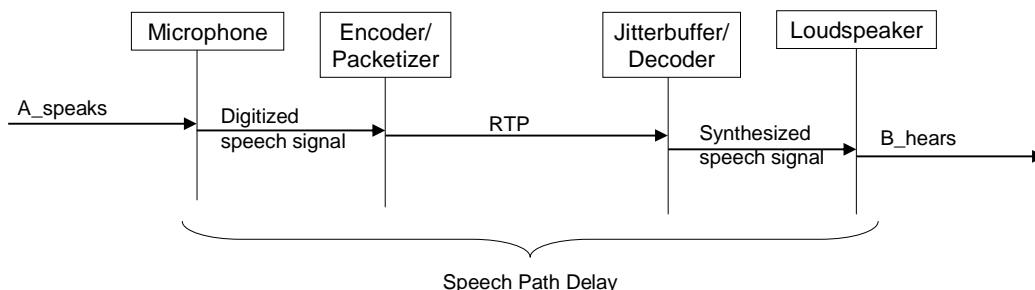 Microphone
Encoder/
Packetizer
Jitterbuffer/
Decoder
Loudspeaker
A_speaks
Digitized
speech signal
RTP
Synthesized
speech signal
B_hears
Speech Path Delay